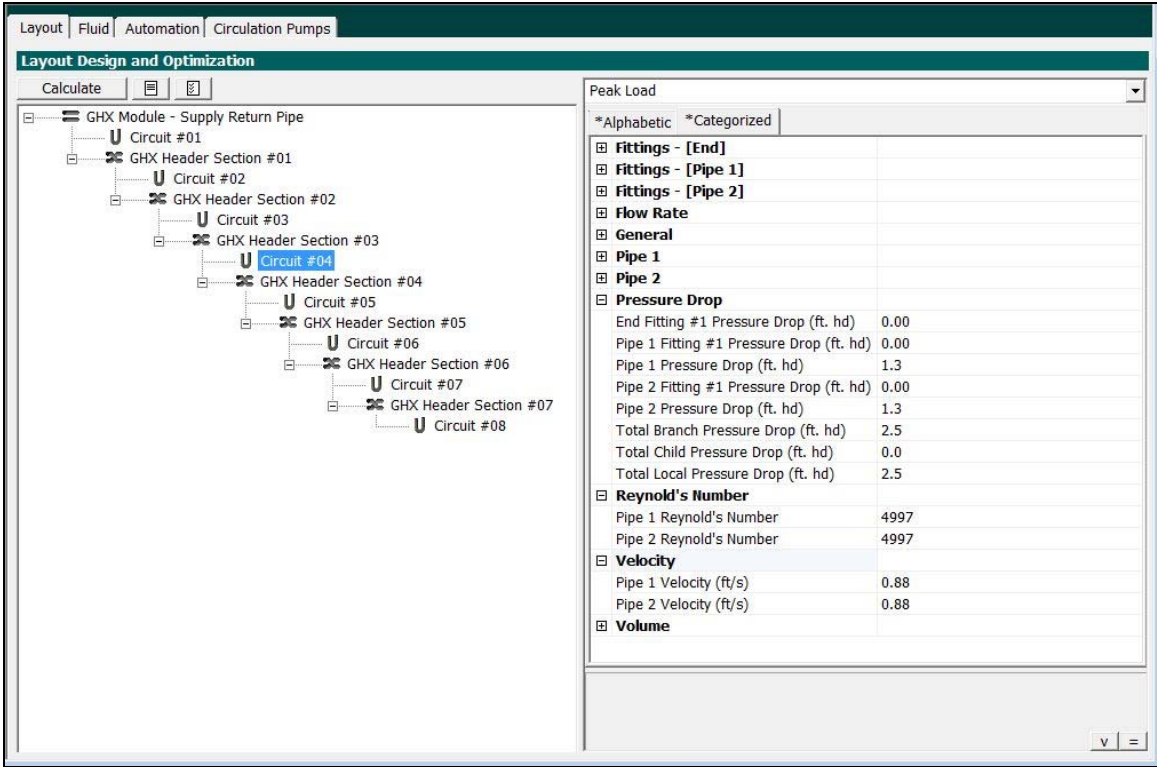 Layout Fluid Automation Circulation Pumps
Layout Design and Optimization
Calculate
GHX Module - Supply Return Pipe
Circuit #01
GHX Header Section #01
Circuit #02
GHX Header Section #02
Circuit #03
GHX Header Section #03
Circuit #04
GHX Header Section #04
Circuit #05
GHX Header Section #05
Circuit #06
GHX Header Section #06
Circuit #07
GHX Header Section #07
Circuit #08
Peak Load
*Alphabetic *Categorized
Fittings - [End]
Fittings - [Pipe 1]
Fittings - [Pipe 2]
Flow Rate
General
Pipe 1
Pipe 2
Pressure Drop
End Fitting #1 Pressure Drop (ft. hd) 0.00
Pipe 1 Fitting #1 Pressure Drop (ft. hd) 0.00
Pipe 1 Pressure Drop (ft. hd) 1.3
Pipe 2 Fitting #1 Pressure Drop (ft. hd) 0.00
Pipe 2 Pressure Drop (ft. hd) 1.3
Total Branch Pressure Drop (ft. hd) 2.5
Total Child Pressure Drop (ft. hd) 0.0
Total Local Pressure Drop (ft. hd) 2.5
Reynold's Number
Pipe 1 Reynold's Number 4997
Pipe 2 Reynold's Number 4997
Velocity
Pipe 1 Velocity (ft/s) 0.88
Pipe 2 Velocity (ft/s) 0.88
Volume
v =